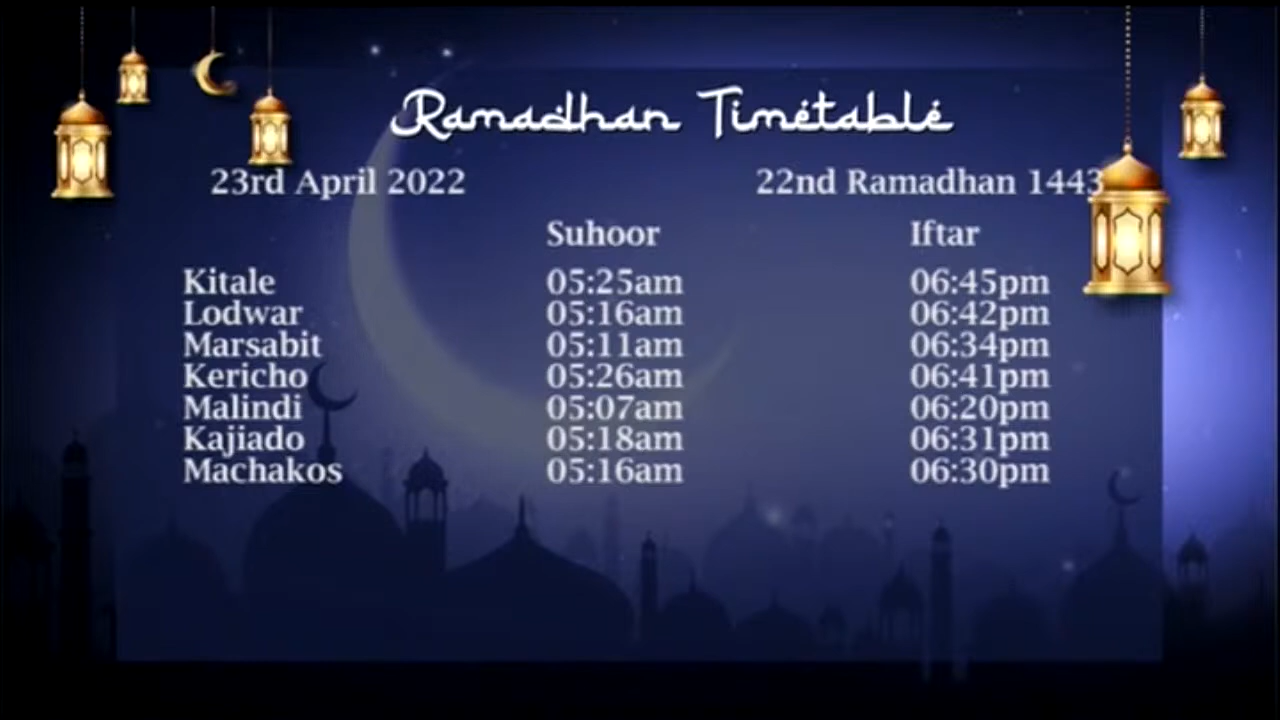 Ramadhan Timetable
23rd April 2022 22nd Ramadhan 1443
Suhoor Iftar
Kitale 05:25am 06:45pm
Lodwar 05:16am 06:42pm
Marsabit 05:11am 06:34pm
Kericho 05:26am 06:41pm
Malindi 05:07am 06:20pm
Kajiado 05:18am 06:31pm
Machakos 05:16am 06:30pm